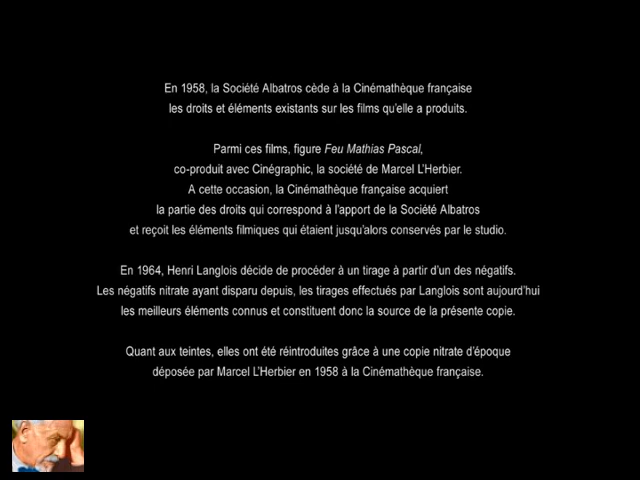 En 1958, la Société Albatros cède à la Cinémathèque française
les droits et éléments existants sur les films qu'elle a produits.
Parmi ces films, figure Feu Mathias Pascal,
co-produit avec Cinégraphic, la société de Marcel L'Herbier.
A cette occasion, la Cinémathèque française acquiert
la partie des droits qui correspond à l'apport de la Société Albatros
et reçoit les éléments filmiques qui étaient jusqu'alors conservés par le studio.
En 1964, Henri Langlois décide de procéder à un tirage à partir d'un des négatifs.
Les négatifs nitrate ayant disparu depuis, les tirages effectués par Langlois sont aujourd'hui
les meilleurs éléments connus et constituent donc la source de la présente copie.
Quant aux teintes, elles ont été réintroduites grâce à une copie nitrate d'époque
déposée par Marcel L'Herbier en 1958 à la Cinémathèque française.